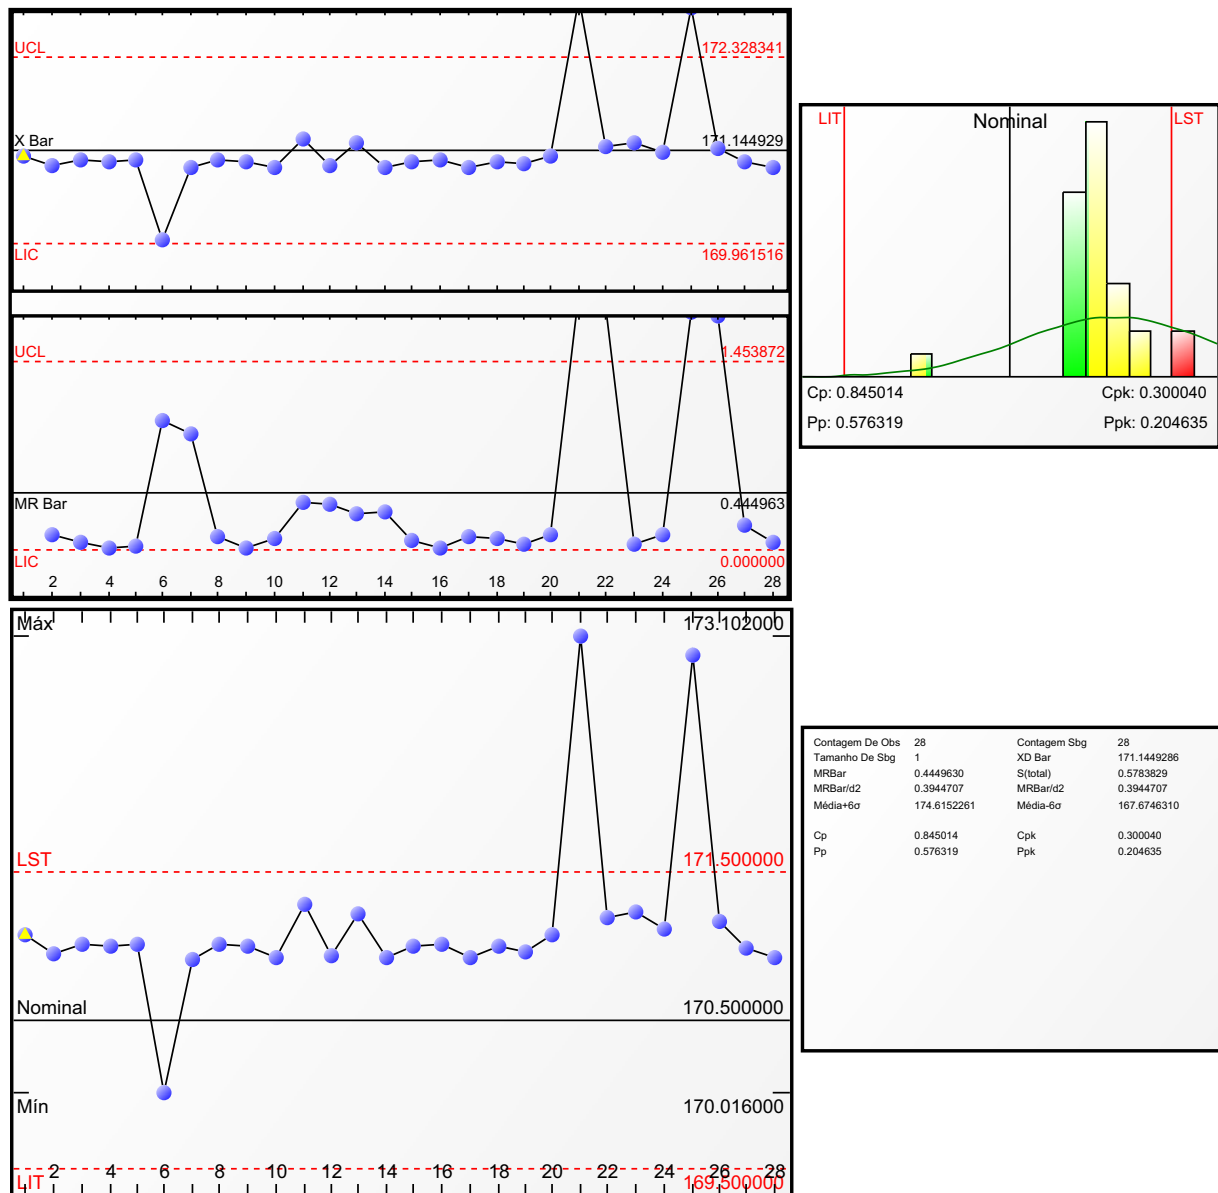 UCL 172.328341
X Bar 171.144929
LIC 169.961516
UCL 1.453872
MR Bar 0.444963
LIC 0.000000
2 4 6 8 10 12 14 16 18 20 22 24 26 28
Máx 173.102000
LST 171.500000
Nominal 170.500000
Mín 170.016000
2 4 6 8 10 12 14 16 18 20 22 24 26 28
LIT 169.500000
LIT Nominal LST
Cp: 0.845014 Cpk: 0.300040
Pp: 0.576319 Ppk: 0.204635
Contagem De Obs 28 Contagem Sbg 28
Tamanho De Sbg 1 XD Bar 171.1449286
MRBar 0.4449630 S(total) 0.5783829
MRBar/d2 0.3944707 MRBar/d2 0.3944707
Média+6σ 174.6152261 Média-6σ 167.6746310
Cp 0.845014 Cpk 0.300040
Pp 0.576319 Ppk 0.204635